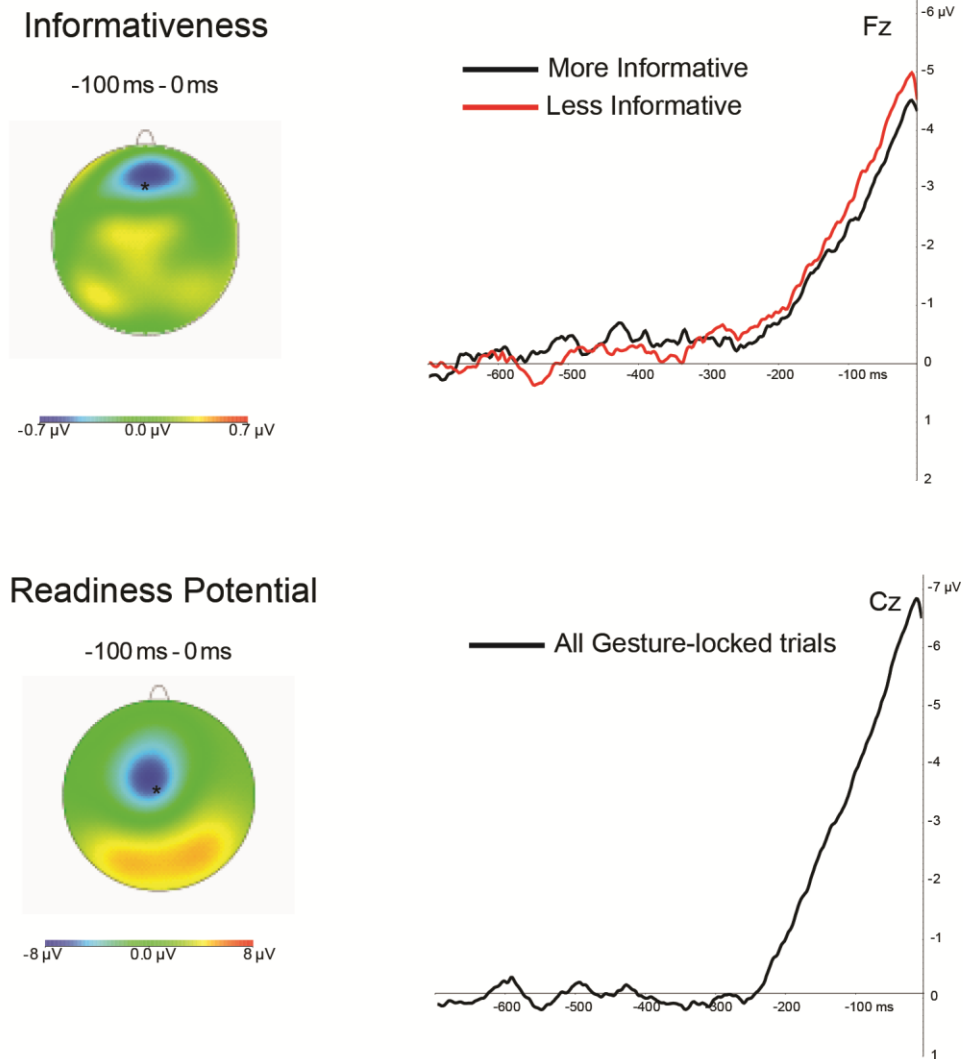 Informativeness
-100 ms - 0 ms
-0.7 µV 0.0 µV 0.7 µV
Fz
More Informative
Less Informative
-6 µV
-5
-4
-3
-2
-1
0
1
2
-600 -500 -400 -300 -200 -100 ms
Readiness Potential
-100 ms - 0 ms
-8 µV 0.0 µV 8 µV
Cz
All Gesture-locked trials
-7 µV
-6
-5
-4
-3
-2
-1
0
1
-600 -500 -400 -300 -200 -100 ms